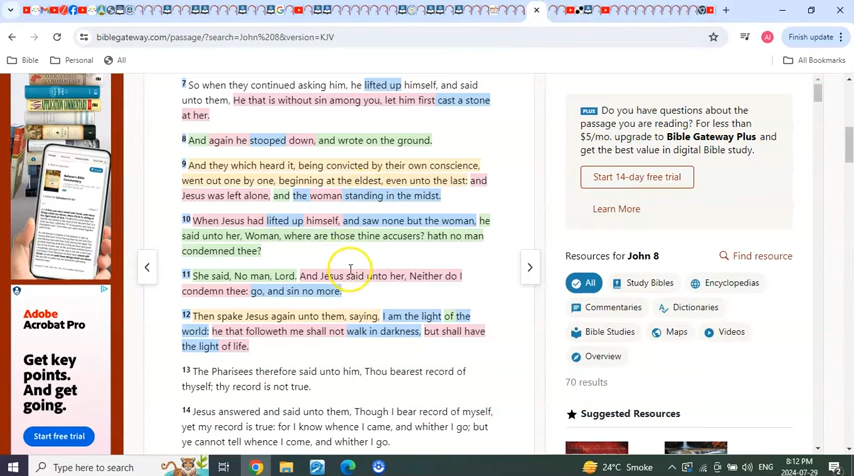 Finish update
biblegateway.com/passage/?search=John%208&version=KJV
AI
Bible
Personal
All
All Bookmarks
7 So when they continued asking him, he lifted up himself, and said
unto them, He that is without sin among you, let him first cast a stone
at her.
8 And again he stooped down, and wrote on the ground.
9 And they which heard it, being convicted by their own conscience,
went out one by one, beginning at the eldest, even unto the last: and
Jesus was left alone, and the woman standing in the midst.
10 When Jesus had lifted up himself, and saw none but the woman, he
said unto her, Woman, where are those thine accusers? hath no man
condemned thee?
11 She said, No man, Lord. And Jesus said unto her, Neither do I
condemn thee: go, and sin no more.
12 Then spake Jesus again unto them, saying, I am the light of the
world: he that followeth me shall not walk in darkness, but shall have
the light of life.
13 The Pharisees therefore said unto him, Thou bearest record of
thyself; thy record is not true.
14 Jesus answered and said unto them, Though I bear record of myself,
yet my record is true: for I know whence I came, and whither I go; but
ye cannot tell whence I come, and whither I go.
Adobe
Acrobat Pro
Get key
points.
And get
going.
Start free trial
PLUS Do you have questions about the
passage you are reading? For less than
$5/mo. upgrade to Bible Gateway Plus and
get the best value in digital Bible study.
Start 14-day free trial
Learn More
Resources for John 8
Find resource
All
Study Bibles
Encyclopedias
Commentaries
Dictionaries
Bible Studies
Maps
Videos
Overview
70 results
Suggested Resources
Type here to search
24°C Smoke
ENG
8:12 PM
2024-07-29